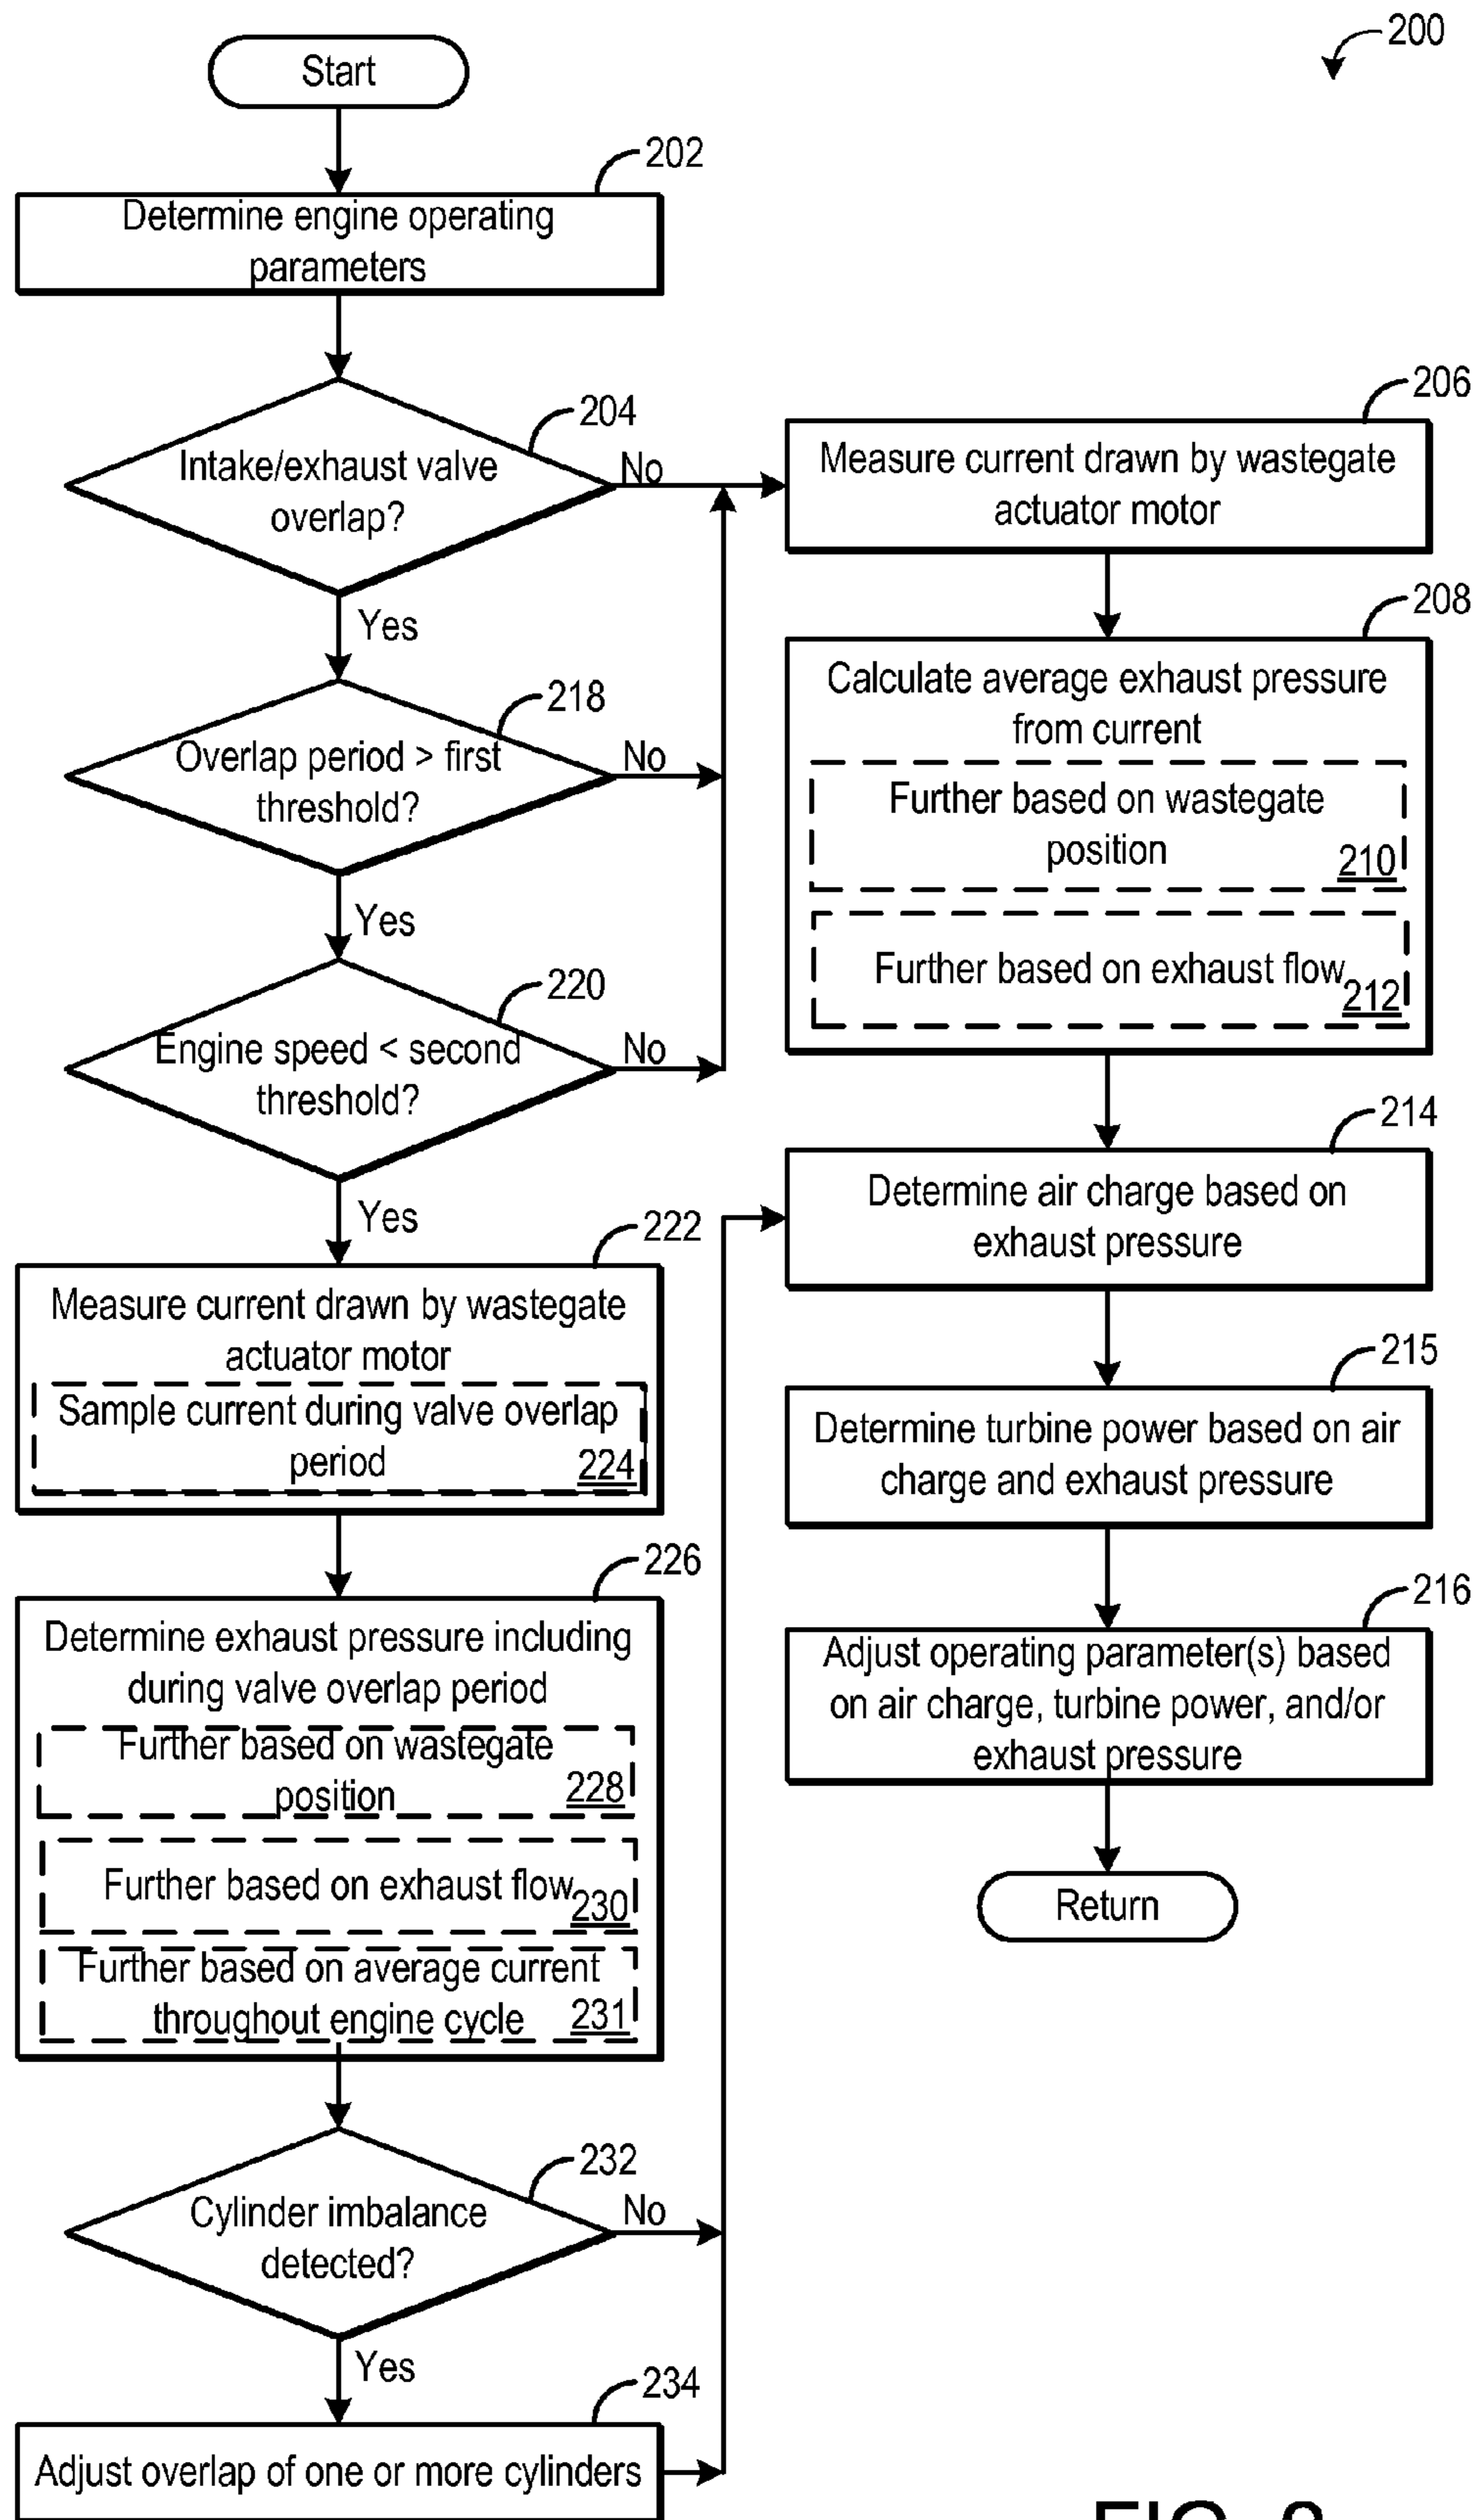 200
Start
202
Determine engine operating
parameters
204
Intake/exhaust valve
overlap?
No
Yes
218
Overlap period > first
threshold?
No
Yes
220
Engine speed < second
threshold?
No
Yes
222
Measure current drawn by wastegate
actuator motor
Sample current during valve overlap
period
224
226
Determine exhaust pressure including
during valve overlap period
Further based on wastegate
position
228
Further based on exhaust flow
230
Further based on average current
throughout engine cycle
231
232
Cylinder imbalance
detected?
No
Yes
234
Adjust overlap of one or more cylinders
206
Measure current drawn by wastegate
actuator motor
208
Calculate average exhaust pressure
from current
Further based on wastegate
position
210
Further based on exhaust flow
212
214
Determine air charge based on
exhaust pressure
215
Determine turbine power based on air
charge and exhaust pressure
216
Adjust operating parameter(s) based
on air charge, turbine power, and/or
exhaust pressure
Return
FIG.